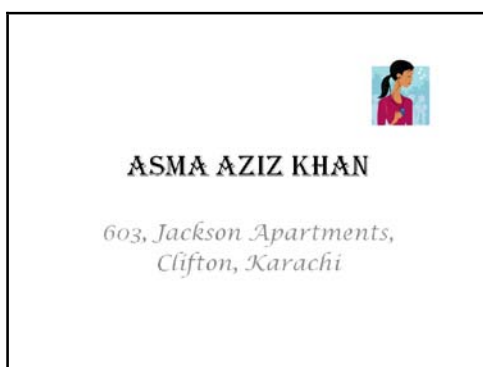 ASMA AZIZ KHAN
603, Jackson Apartments,
Clifton, Karachi